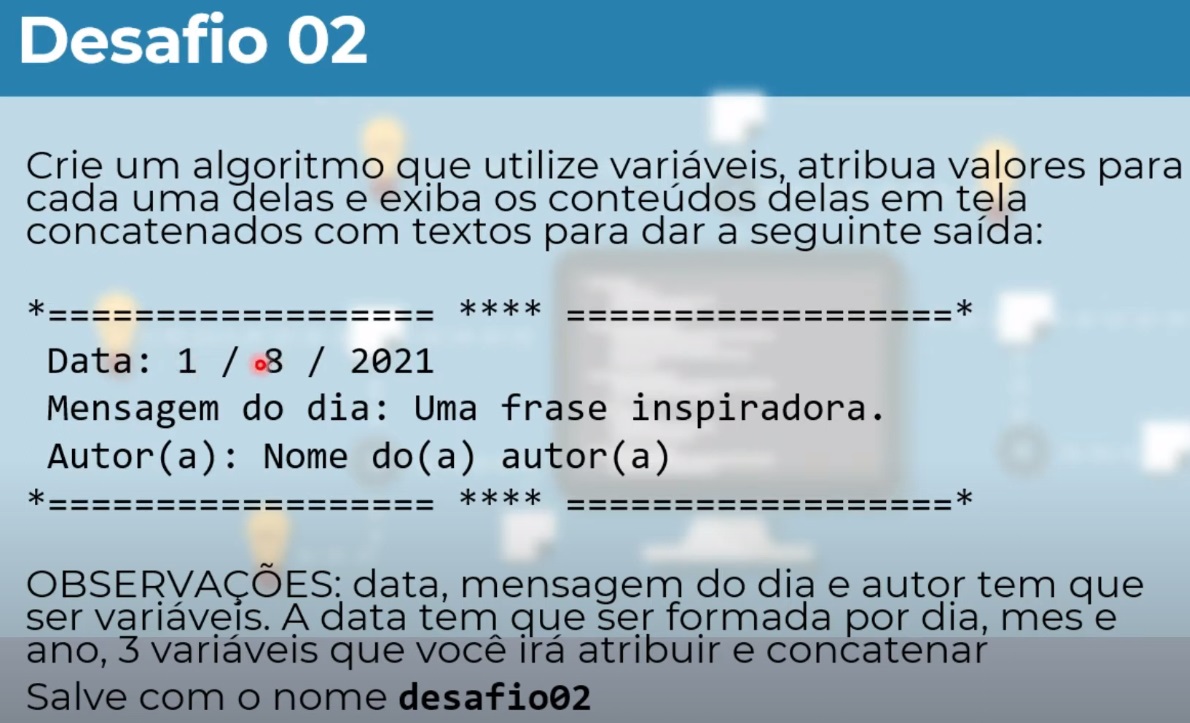 Desafio 02
Crie um algoritmo que utilize variáveis, atribua valores para
cada uma delas e exiba os conteúdos delas em tela
concatenados com textos para dar a seguinte saída:
*================== **** ==================*
Data: 1 / 8 / 2021
Mensagem do dia: Uma frase inspiradora.
Autor(a): Nome do(a) autor(a)
*================== **** ==================*
OBSERVAÇÕES: data, mensagem do dia e autor tem que
ser variáveis. A data tem que ser formada por dia, mes e
ano, 3 variáveis que você irá atribuir e concatenar
Salve com o nome desafio02